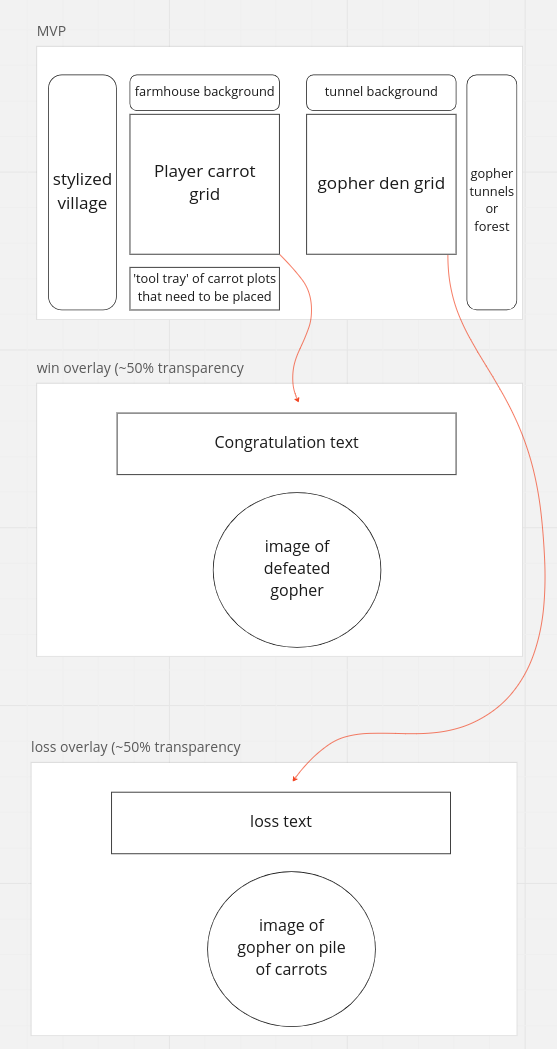 MVP
farmhouse background
tunnel background
stylized
village
Player carrot
grid
gopher den grid
gopher
tunnels
or
forest
'tool tray' of carrot plots
that need to be placed
win overlay (~50% transparency
Congratulation text
image of
defeated
gopher
loss overlay (~50% transparency
loss text
image of
gopher on pile
of carrots